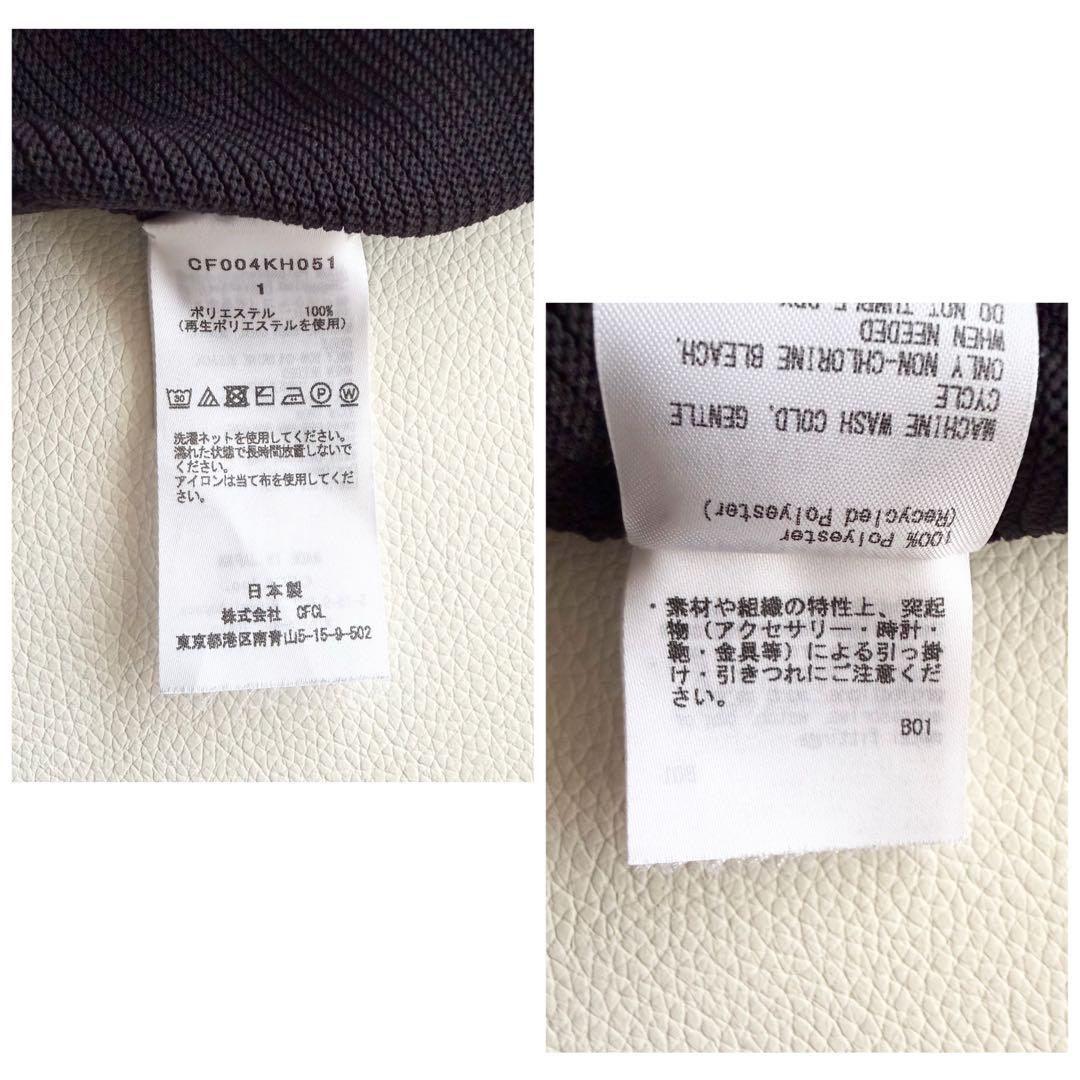 CF004KH051
1
ポリエステル 100%
(再生ポリエステルを使用)
30
P W
洗濯ネットを使用してください。
濡れた状態で長時間放置しないで
ください。
アイロンは当て布を使用してくだ
さい。
日本製
株式会社 CFCL
東京都港区南青山5-15-9-502
100% Polyester
(Recycled Polyester)
MACHINE WASH COLD, GENTLE
CYCLE
ONLY NON-CHLORINE BLEACH,
WHEN NEEDED
DO NOT TUMBLE DRY
・素材や組織の特性上、突起
物(アクセサリー・時計・
鞄・金具等)による引っ掛
け・引きつれにご注意くだ
さい。
B01